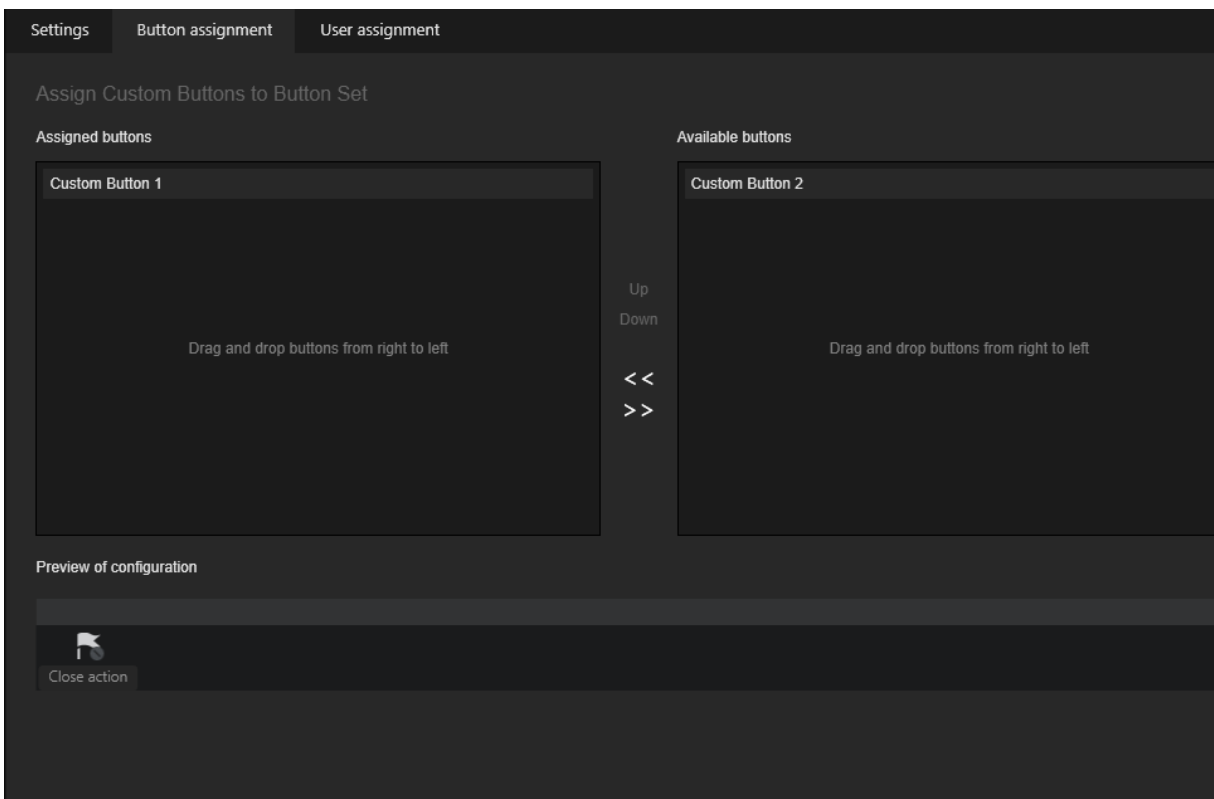 Settings Button assignment User assignment
Assign Custom Buttons to Button Set
Assigned buttons
Custom Button 1
Drag and drop buttons from right to left
Up
Down
<<
>>
Available buttons
Custom Button 2
Drag and drop buttons from right to left
Preview of configuration
Close action